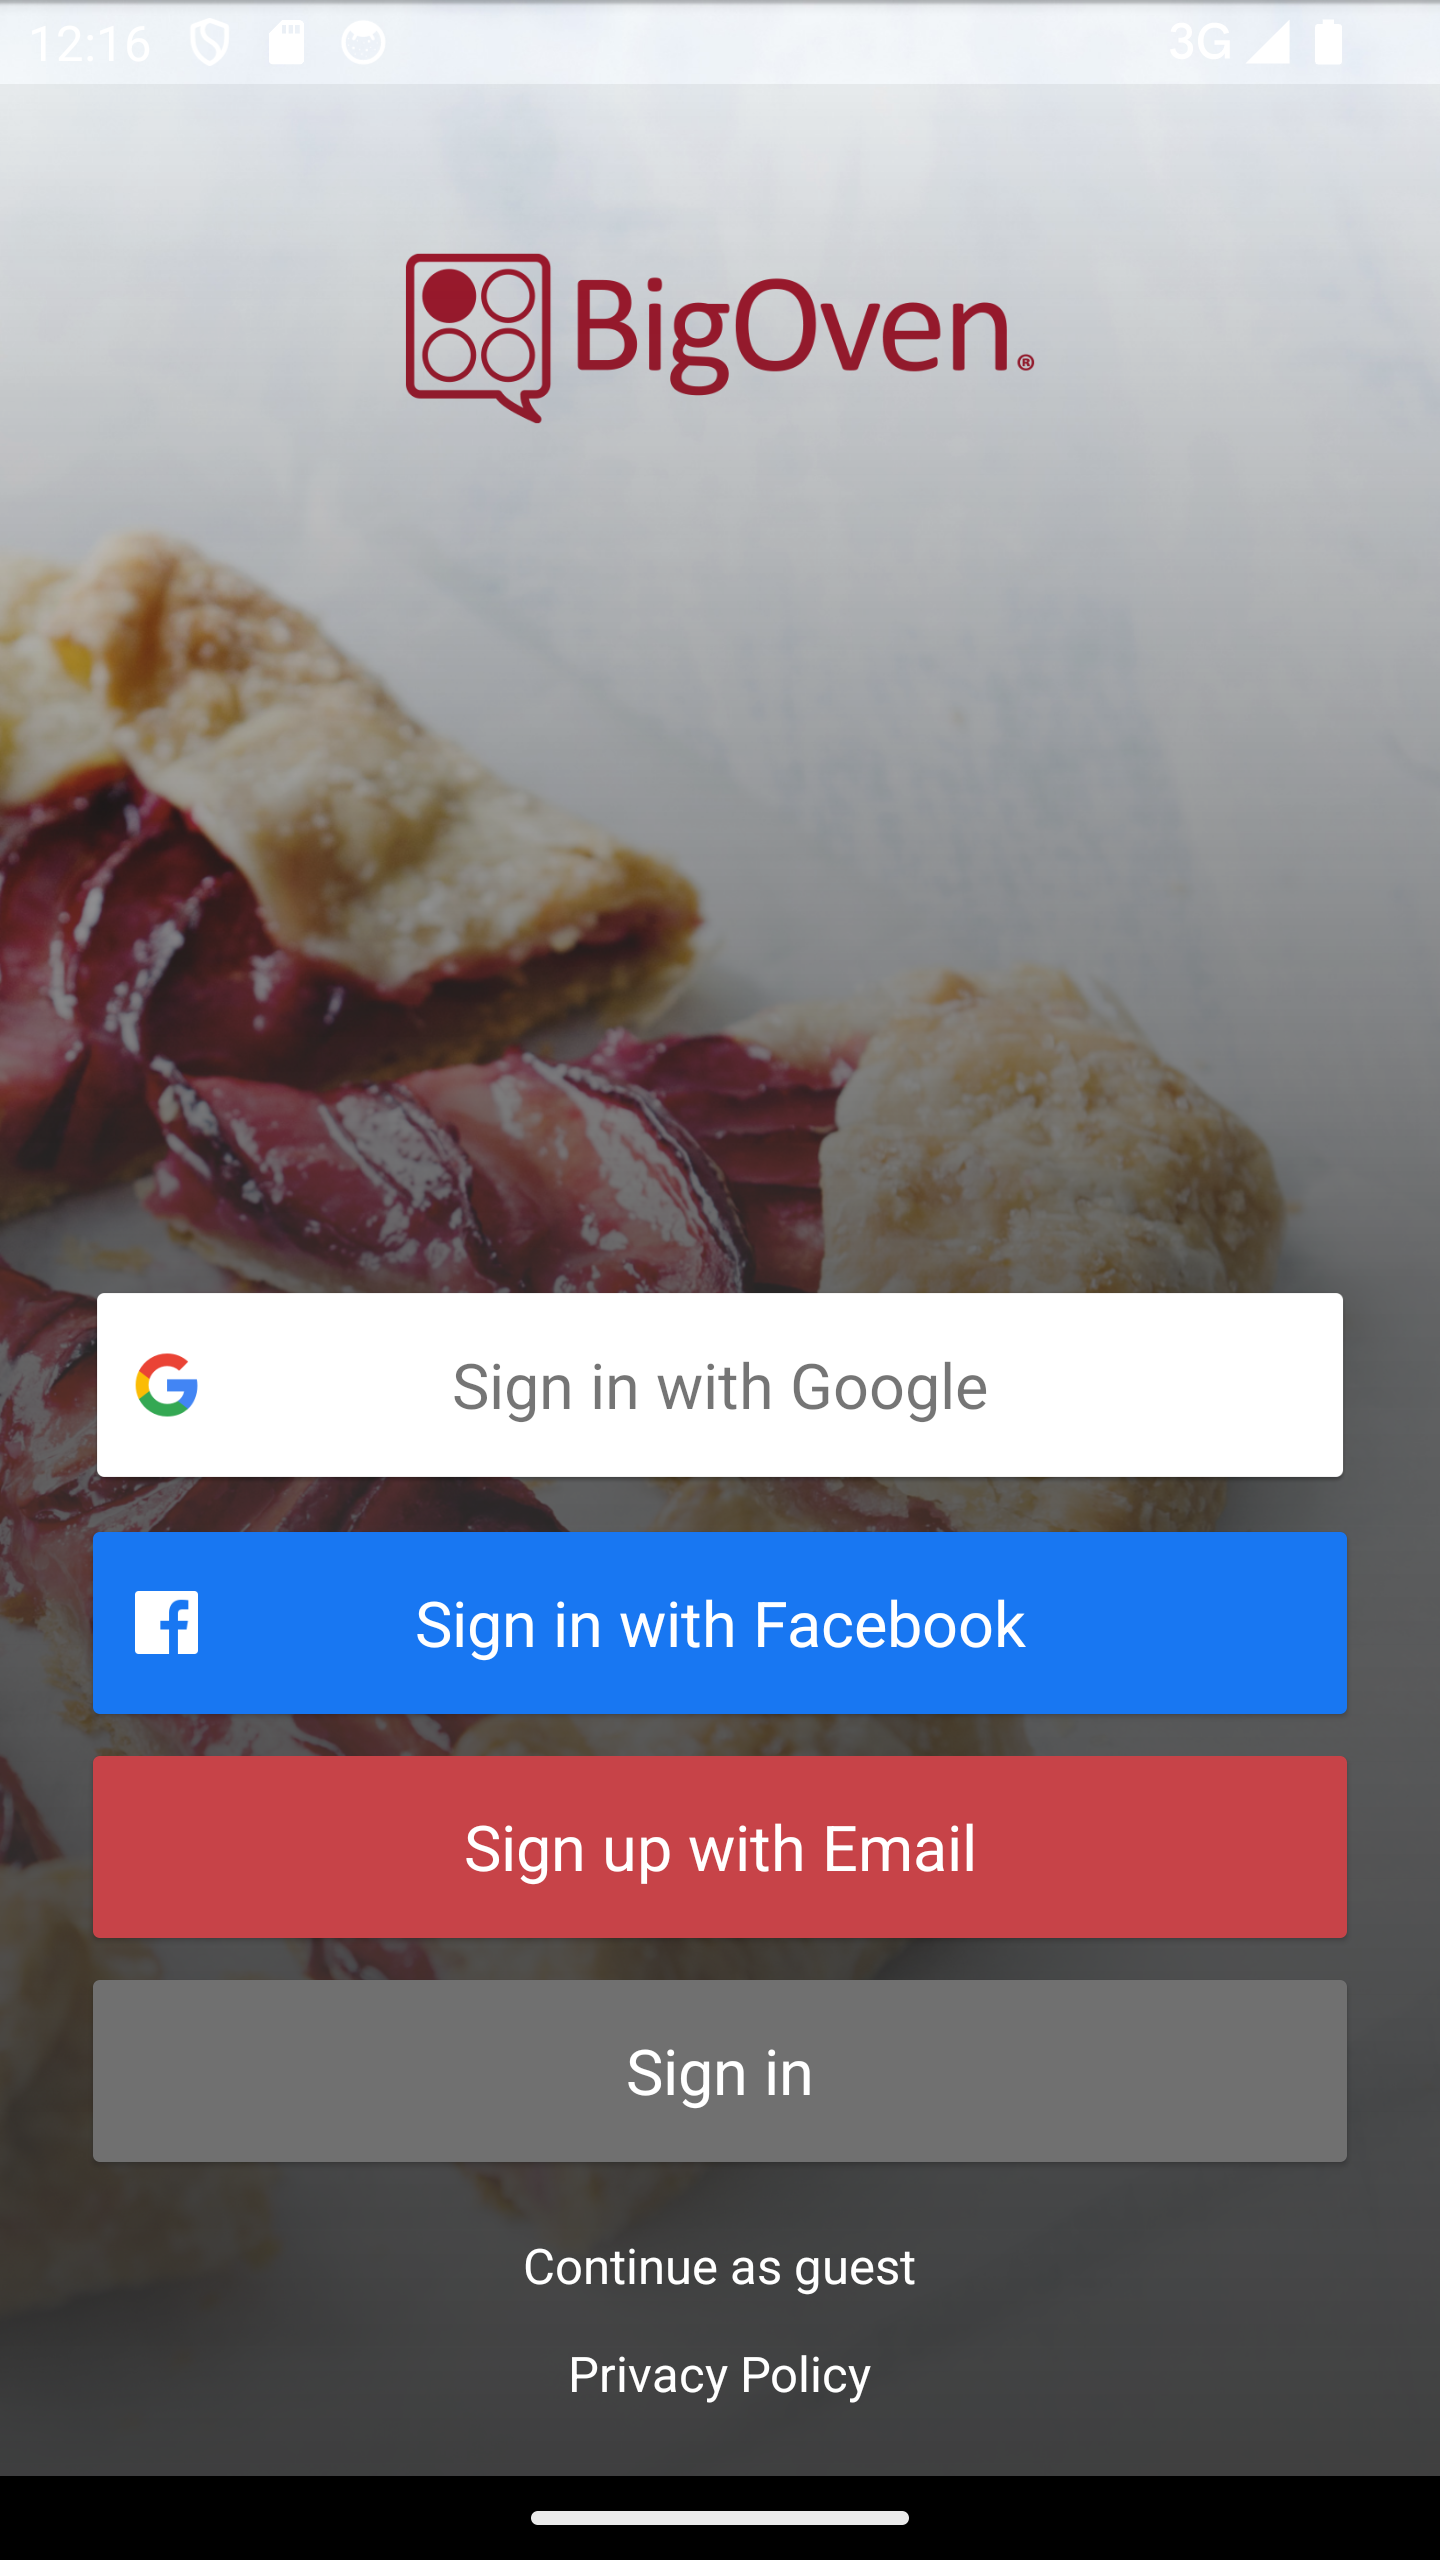 12:16
3G
BigOven®
Sign in with Google
Sign in with Facebook
Sign up with Email
Sign in
Continue as guest
Privacy Policy